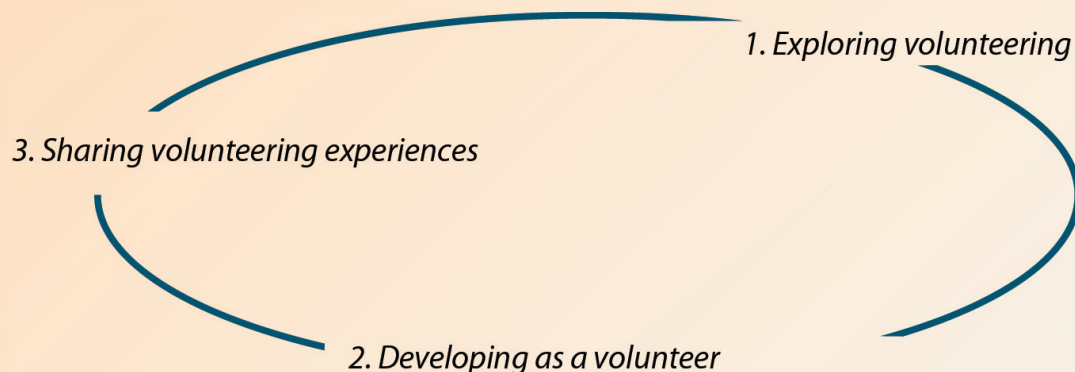 1. Exploring volunteering
3. Sharing volunteering experiences
2. Developing as a volunteer